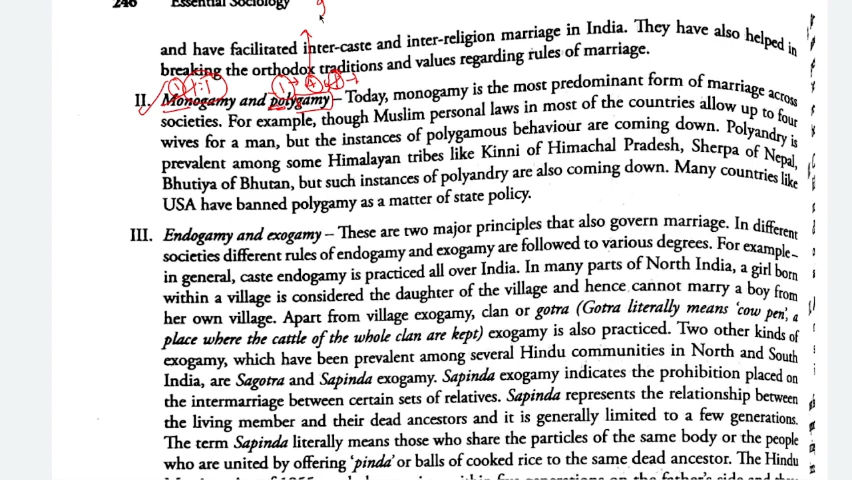 246 Essential Sociology
and have facilitated inter-caste and inter-religion marriage in India. They have also helped in
breaking the orthodox traditions and values regarding rules of marriage.
II. Monogamy and polygamy – Today, monogamy is the most predominant form of marriage across
societies. For example, though Muslim personal laws in most of the countries allow up to four
wives for a man, but the instances of polygamous behaviour are coming down. Polyandry is
prevalent among some Himalayan tribes like Kinni of Himachal Pradesh, Sherpa of Nepal,
Bhutiya of Bhutan, but such instances of polyandry are also coming down. Many countries like
USA have banned polygamy as a matter of state policy.
III. Endogamy and exogamy – These are two major principles that also govern marriage. In different
societies different rules of endogamy and exogamy are followed to various degrees. For example –
in general, caste endogamy is practiced all over India. In many parts of North India, a girl born
within a village is considered the daughter of the village and hence cannot marry a boy from
her own village. Apart from village exogamy, clan or gotra (Gotra literally means ‘cow pen’, a
place where the cattle of the whole clan are kept) exogamy is also practiced. Two other kinds of
exogamy, which have been prevalent among several Hindu communities in North and South
India, are Sagotra and Sapinda exogamy. Sapinda exogamy indicates the prohibition placed on
the intermarriage between certain sets of relatives. Sapinda represents the relationship between
the living member and their dead ancestors and it is generally limited to a few generations.
The term Sapinda literally means those who share the particles of the same body or the people
who are united by offering ‘pinda’ or balls of cooked rice to the same dead ancestor. The Hindu